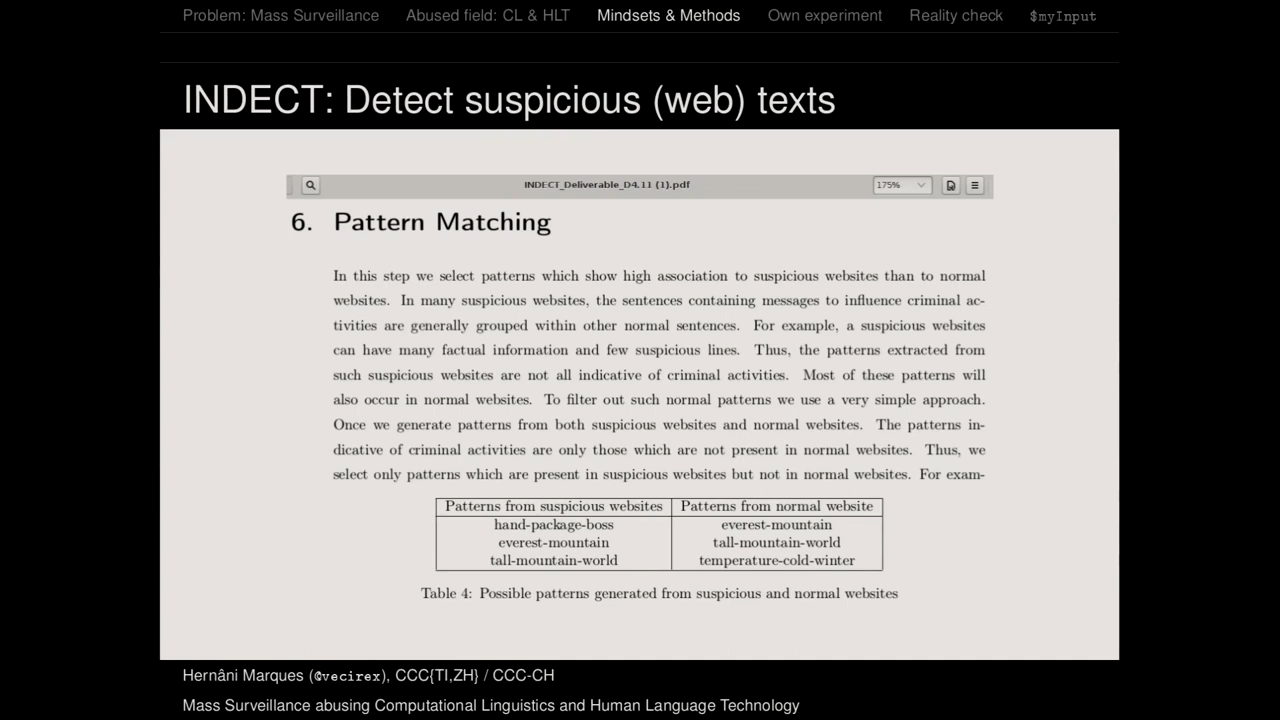 Problem: Mass Surveillance Abused field: CL & HLT Mindsets & Methods Own experiment Reality check $myInput
INDECT: Detect suspicious (web) texts
INDECT_Deliverable_D4.11 (1).pdf 175%
6. Pattern Matching
In this step we select patterns which show high association to suspicious websites than to normal
websites. In many suspicious websites, the sentences containing messages to influence criminal ac-
tivities are generally grouped within other normal sentences. For example, a suspicious websites
can have many factual information and few suspicious lines. Thus, the patterns extracted from
such suspicious websites are not all indicative of criminal activities. Most of these patterns will
also occur in normal websites. To filter out such normal patterns we use a very simple approach.
Once we generate patterns from both suspicious websites and normal websites. The patterns in-
dicative of criminal activities are only those which are not present in normal websites. Thus, we
select only patterns which are present in suspicious websites but not in normal websites. For exam-
Patterns from suspicious websites Patterns from normal website
hand-package-boss everest-mountain
everest-mountain tall-mountain-world
tall-mountain-world temperature-cold-winter
Table 4: Possible patterns generated from suspicious and normal websites
Hernâni Marques (@vecirex), CCC{TI,ZH} / CCC-CH
Mass Surveillance abusing Computational Linguistics and Human Language Technology